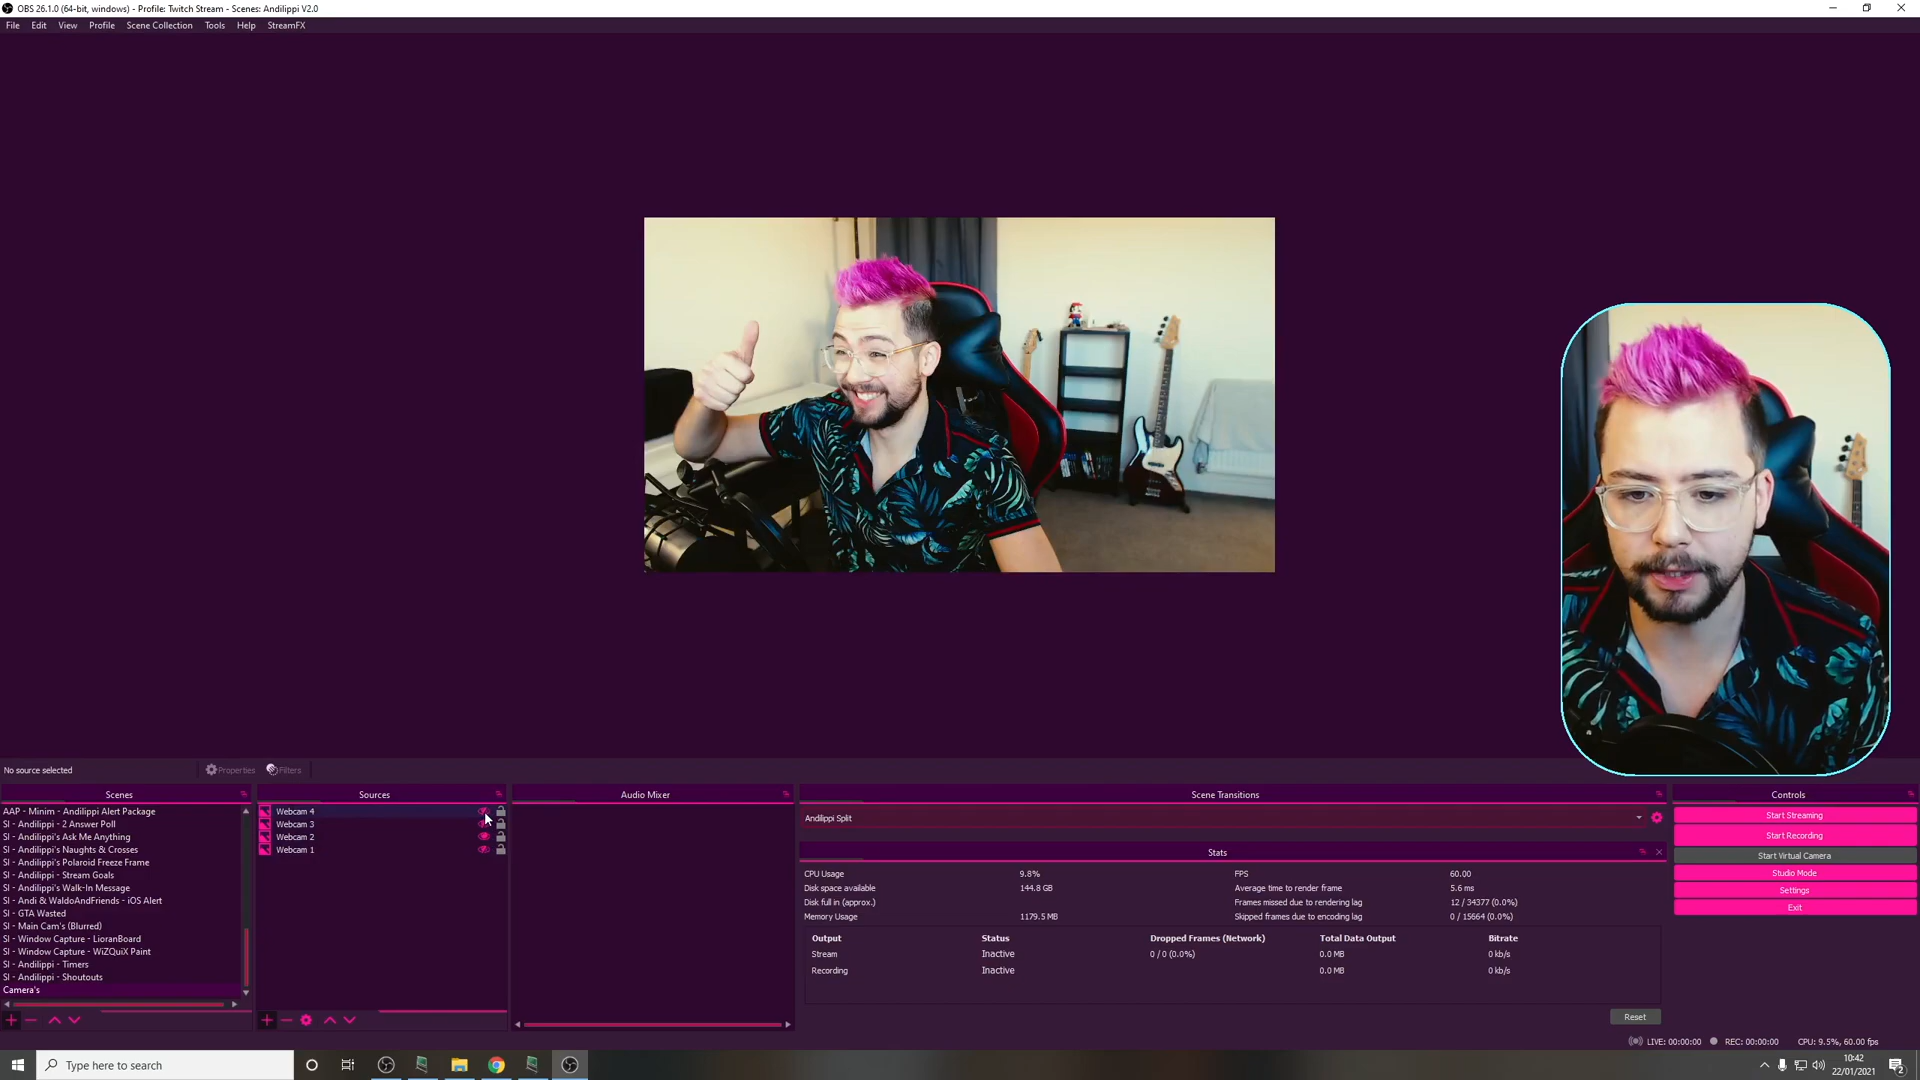 OBS 26.1.0 (64-bit, windows) - Profile: Twitch Stream - Scenes: Andilippi V2.0
File Edit View Profile Scene Collection Tools Help StreamFX
No source selected
Properties Filters
Scenes
AAP - Minim - Andilippi Alert Package
SI - Andilippi - 2 Answer Poll
SI - Andilippi's Ask Me Anything
SI - Andilippi's Naughts & Crosses
SI - Andilippi's Polaroid Freeze Frame
SI - Andilippi - Stream Goals
SI - Andilippi's Walk-In Message
SI - Andi & WaldoAndFriends - iOS Alert
SI - GTA Wasted
SI - Main Cam's (Blurred)
SI - Window Capture - LioranBoard
SI - Window Capture - WiZQuiX Paint
SI - Andilippi - Timers
SI - Andilippi - Shoutouts
Camera's
Sources
Webcam 4
Webcam 3
Webcam 2
Webcam 1
Audio Mixer
Scene Transitions
Andilippi Split
Stats
CPU Usage 9.8% FPS 60.00
Disk space available 144.8 GB Average time to render frame 5.6 ms
Disk full in (approx.) Frames missed due to rendering lag 12 / 34377 (0.0%)
Memory Usage 1179.5 MB Skipped frames due to encoding lag 0 / 15664 (0.0%)
Output Status Dropped Frames (Network) Total Data Output Bitrate
Stream Inactive 0 / 0 (0.0%) 0.0 MB 0 kb/s
Recording Inactive 0.0 MB 0 kb/s
Reset
Controls
Start Streaming
Start Recording
Start Virtual Camera
Studio Mode
Settings
Exit
LIVE: 00:00:00 REC: 00:00:00 CPU: 9.5%, 60.00 fps
Type here to search
10:42
22/01/2021
2